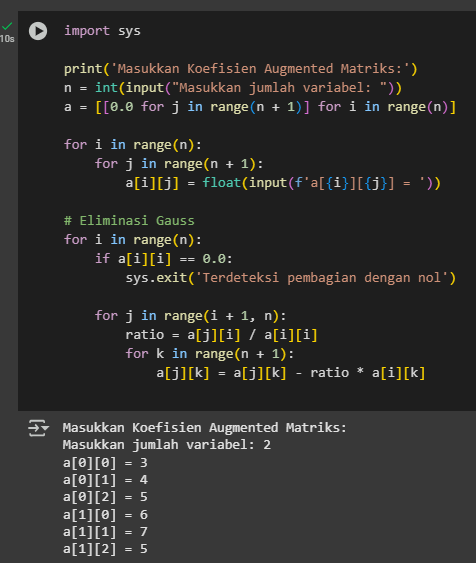 import sys
10s
print('Masukkan Koefisien Augmented Matriks:')
n = int(input("Masukkan jumlah variabel: "))
a = [[0.0 for j in range(n + 1)] for i in range(n)]
for i in range(n):
    for j in range(n + 1):
        a[i][j] = float(input(f'a[{i}][{j}] = '))
# Eliminasi Gauss
for i in range(n):
    if a[i][i] == 0.0:
        sys.exit('Terdeteksi pembagian dengan nol')
    for j in range(i + 1, n):
        ratio = a[j][i] / a[i][i]
        for k in range(n + 1):
            a[j][k] = a[j][k] - ratio * a[i][k]
Masukkan Koefisien Augmented Matriks:
Masukkan jumlah variabel: 2
a[0][0] = 3
a[0][1] = 4
a[0][2] = 5
a[1][0] = 6
a[1][1] = 7
a[1][2] = 5